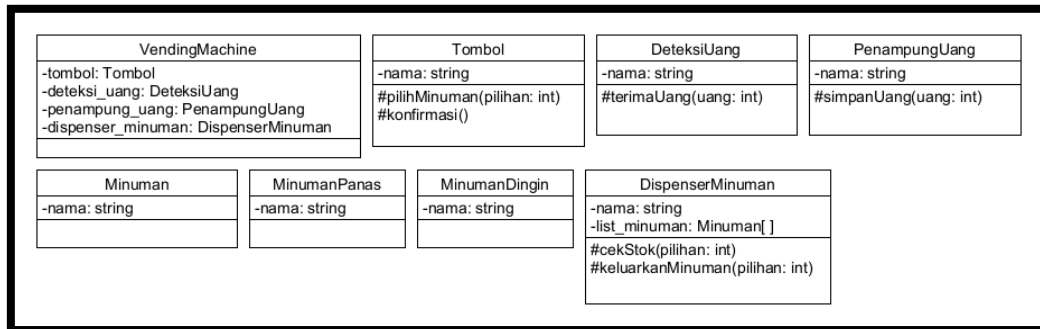 VendingMachine
-tombol: Tombol
-deteksi_uang: DeteksiUang
-penampung_uang: PenampungUang
-dispenser_minuman: DispenserMinuman
Tombol
-nama: string
#pilihMinuman(pilihan: int)
#konfirmasi()
DeteksiUang
-nama: string
#terimaUang(uang: int)
PenampungUang
-nama: string
#simpanUang(uang: int)
Minuman
-nama: string
MinumanPanas
-nama: string
MinumanDingin
-nama: string
DispenserMinuman
-nama: string
-list_minuman: Minuman[ ]
#cekStok(pilihan: int)
#keluarkanMinuman(pilihan: int)